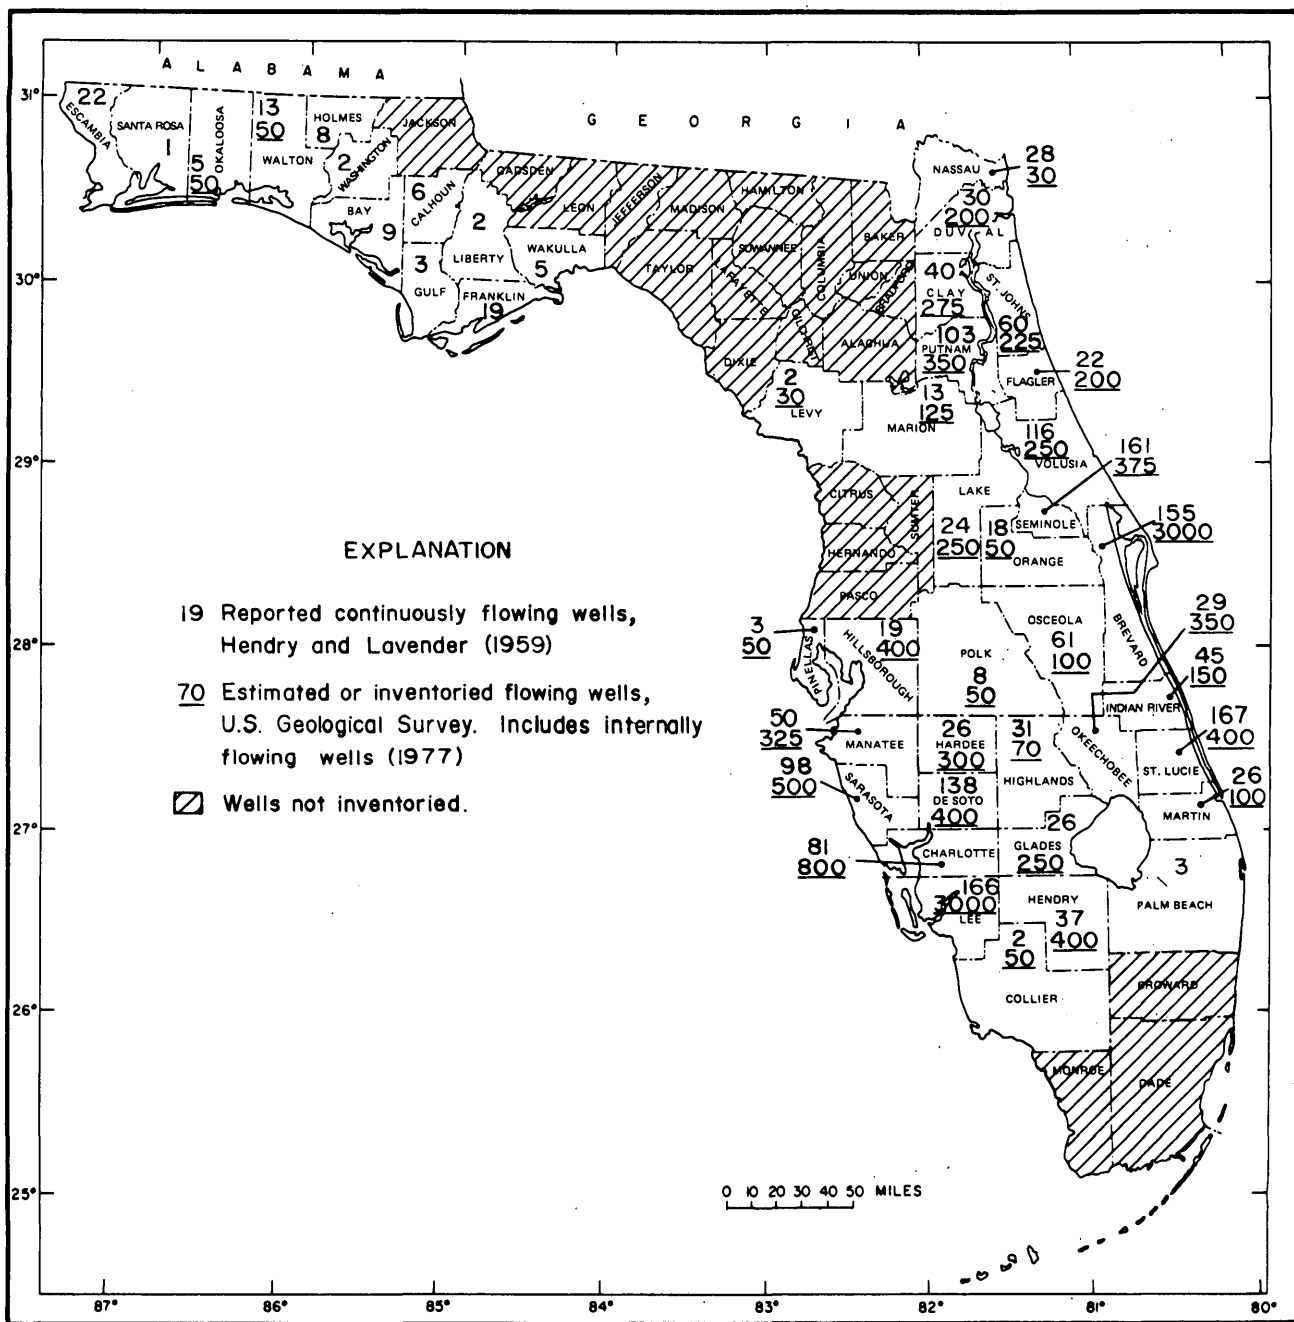 A L A B A M A
G E O R G I A
31°
30°
29°
28°
27°
26°
25°
87°
86°
85°
84°
83°
82°
81°
80°
22
ESCAMBIA
SANTA ROSA
1
OKALOOSA
5
50
13
50
WALTON
HOLMES
8
2
WASHINGTON
JACKSON
BAY
9
6
CALHOUN
3
GULF
2
LIBERTY
FRANKLIN
19
GADSDEN
LEON
WAKULLA
5
JEFFERSON
MADISON
TAYLOR
HAMILTON
SUWANNEE
LAFAYETTE
DIXIE
COLUMBIA
GILCHRIST
BAKER
UNION
BRADFORD
ALACHUA
NASSAU
28
30
30
200
DUVAL
40
CLAY
275
ST. JOHNS
60
225
103
PUTNAM
350
FLAGLER
22
200
2
30
LEVY
13
125
MARION
116
250
VOLUSIA
161
375
CITRUS
SUMTER
HERNANDO
PASCO
LAKE
24
250
SEMINOLE
18
50
ORANGE
155
3000
BREVARD
OSCEOLA
61
100
29
350
3
50
PINELLAS
19
400
HILLSBOROUGH
POLK
8
50
45
150
INDIAN RIVER
50
325
MANATEE
26
HARDEE
300
31
70
HIGHLANDS
OKEECHOBEE
167
400
ST. LUCIE
98
500
SARASOTA
138
DE SOTO
400
26
100
MARTIN
81
800
CHARLOTTE
26
GLADES
250
3
PALM BEACH
166
3000
LEE
HENDRY
37
400
2
50
COLLIER
BROWARD
MONROE
DADE
EXPLANATION
19 Reported continuously flowing wells,
Hendry and Lavender (1959)
70 Estimated or inventoried flowing wells,
U.S. Geological Survey. Includes internally
flowing wells (1977)
Wells not inventoried.
0 10 20 30 40 50 MILES